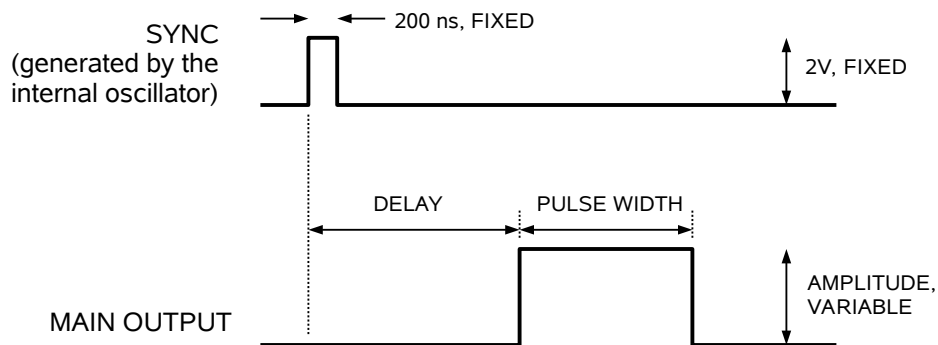 200 ns, FIXED
SYNC
(generated by the
internal oscillator)
2V, FIXED
DELAY
PULSE WIDTH
AMPLITUDE,
VARIABLE
MAIN OUTPUT